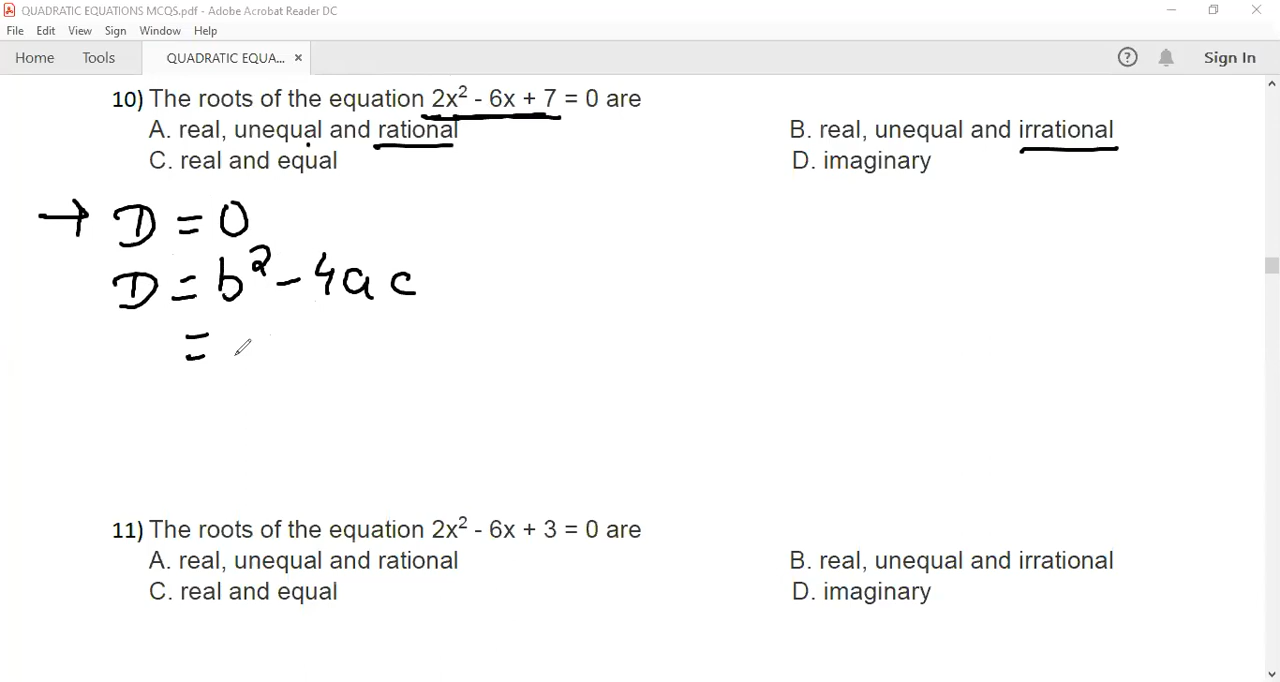 QUADRATIC EQUATIONS MCQS.pdf - Adobe Acrobat Reader DC
File Edit View Sign Window Help
Home Tools QUADRATIC EQUA... × ? Sign In
10) The roots of the equation 2x² - 6x + 7 = 0 are
A. real, unequal and rational B. real, unequal and irrational
C. real and equal D. imaginary
→ D = 0
D = b² - 4ac
=
11) The roots of the equation 2x² - 6x + 3 = 0 are
A. real, unequal and rational B. real, unequal and irrational
C. real and equal D. imaginary